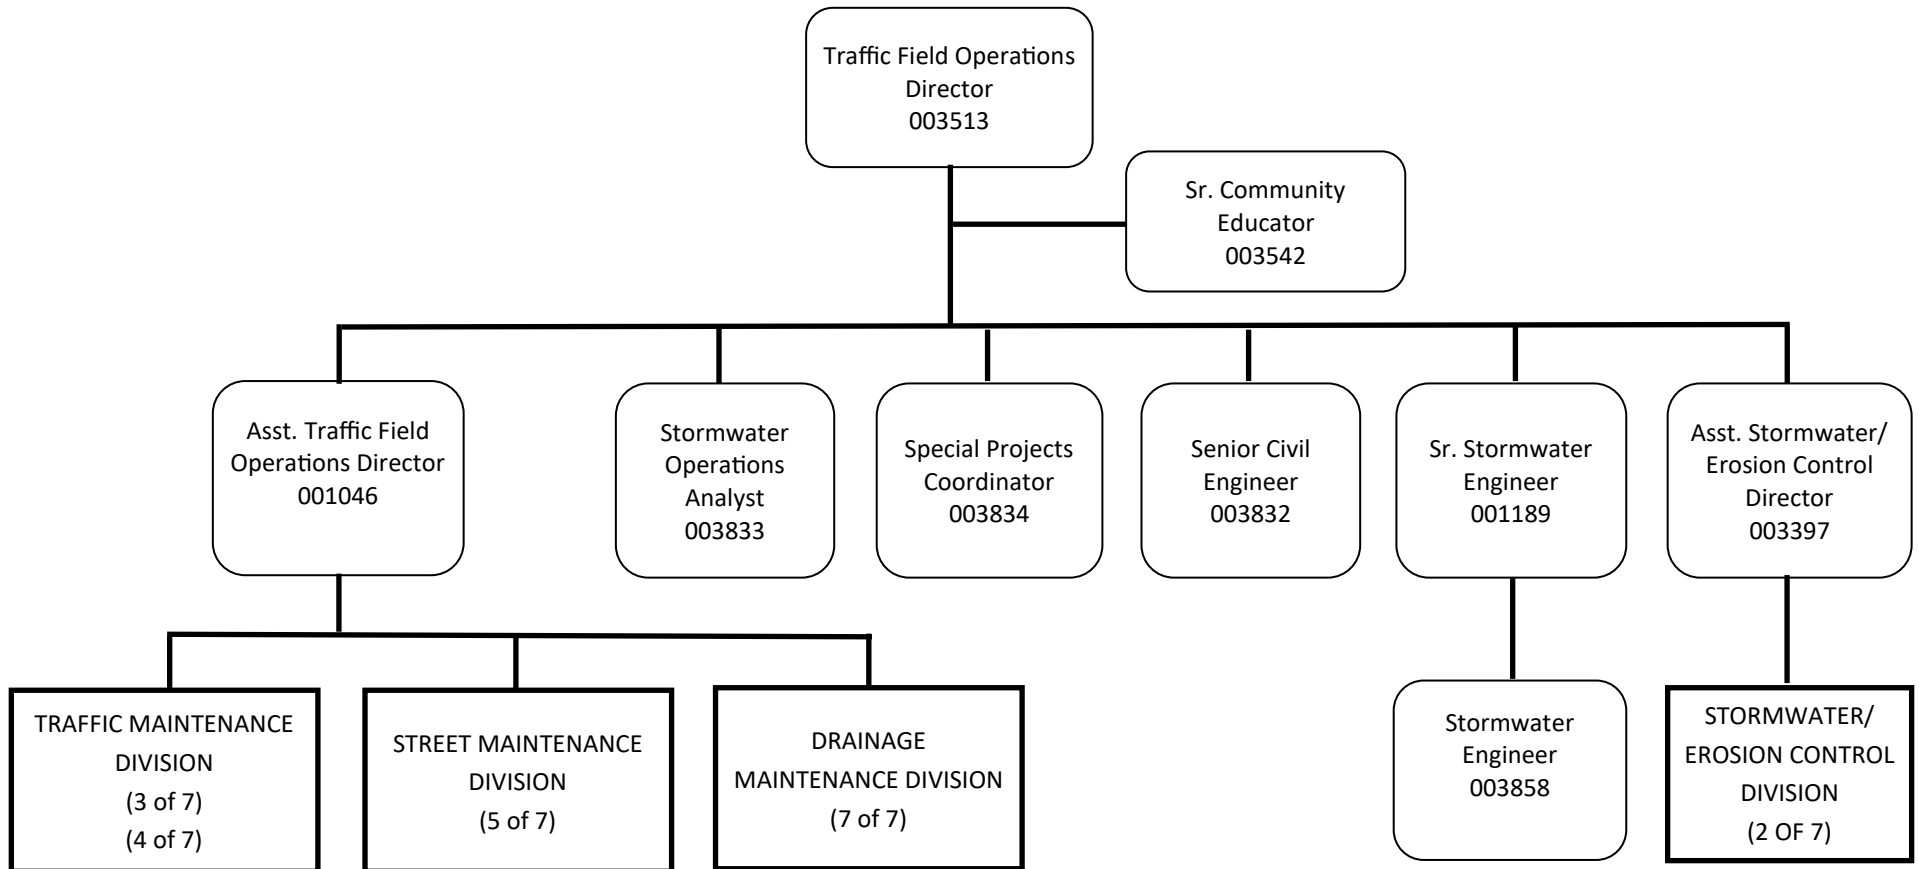 Traffic Field Operations
Director
003513
Sr. Community
Educator
003542
Asst. Traffic Field
Operations Director
001046
Stormwater
Operations
Analyst
003833
Special Projects
Coordinator
003834
Senior Civil
Engineer
003832
Sr. Stormwater
Engineer
001189
Asst. Stormwater/
Erosion Control
Director
003397
TRAFFIC MAINTENANCE
DIVISION
(3 of 7)
(4 of 7)
STREET MAINTENANCE
DIVISION
(5 of 7)
DRAINAGE
MAINTENANCE DIVISION
(7 of 7)
Stormwater
Engineer
003858
STORMWATER/
EROSION CONTROL
DIVISION
(2 OF 7)